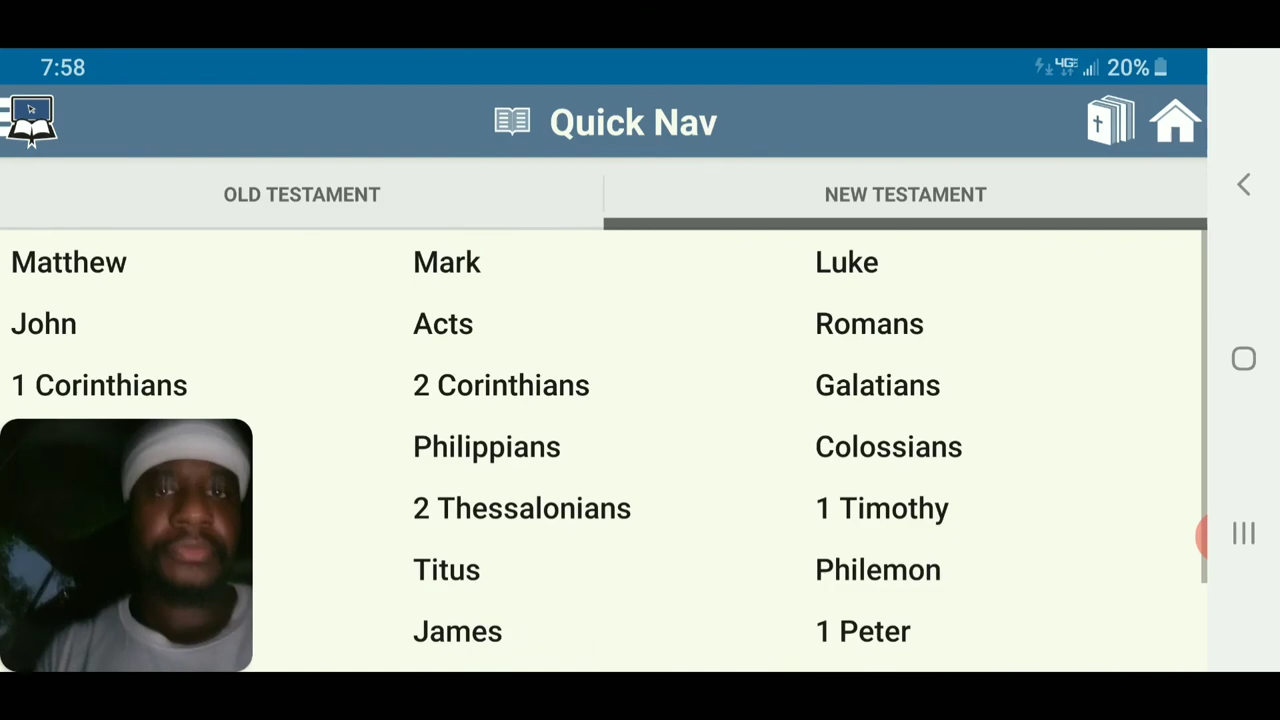 7:58 4GE 20%
Quick Nav
OLD TESTAMENT NEW TESTAMENT
Matthew Mark Luke
John Acts Romans
1 Corinthians 2 Corinthians Galatians
Philippians Colossians
2 Thessalonians 1 Timothy
Titus Philemon
James 1 Peter